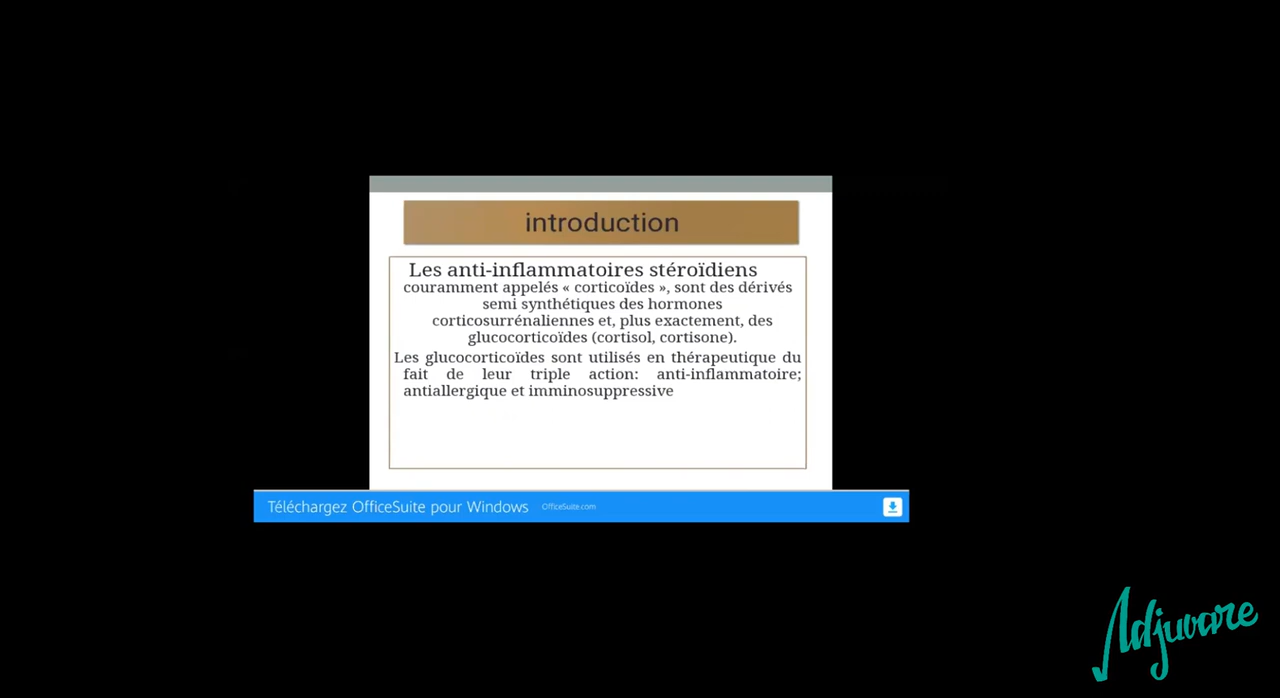 introduction
Les anti-inflammatoires stéroïdiens
couramment appelés « corticoïdes », sont des dérivés
semi synthétiques des hormones
corticosurrénaliennes et, plus exactement, des
glucocorticoïdes (cortisol, cortisone).
Les glucocorticoïdes sont utilisés en thérapeutique du
fait de leur triple action: anti-inflammatoire;
antiallergique et imminosuppressive
Téléchargez OfficeSuite pour Windows OfficeSuite.com
Adjuvare